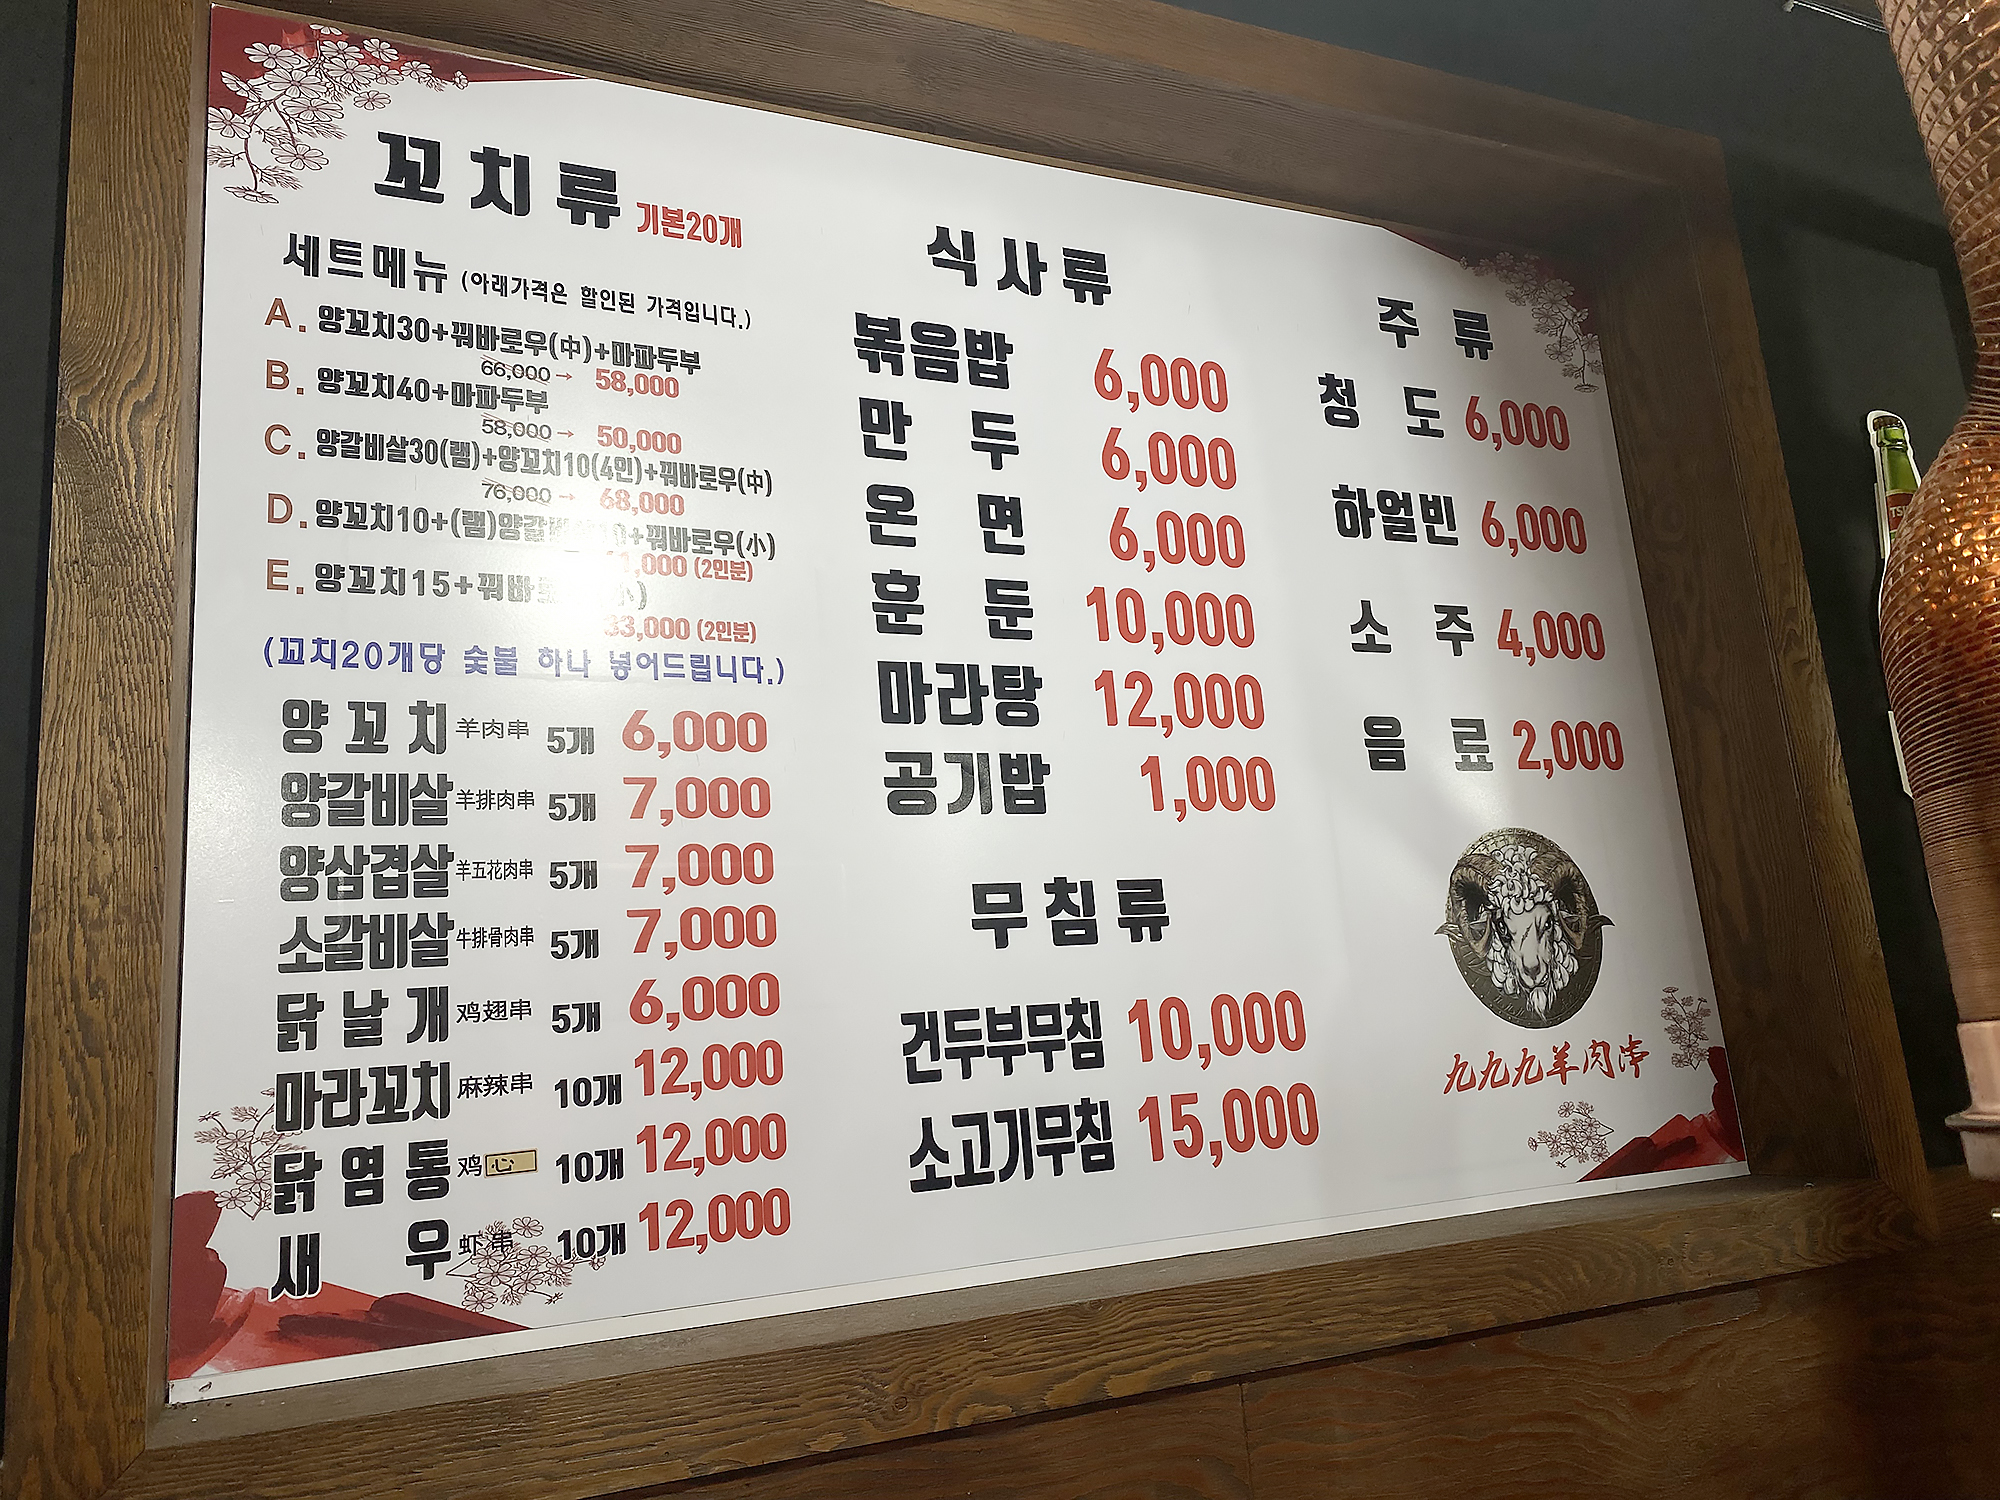 꼬치류 기본20개
세트메뉴 (아래가격은 할인된 가격입니다.)
A. 양꼬치30+꿔바로우(中)+마파두부
66,000→ 58,000
B. 양꼬치40+마파두부
58,000→ 50,000
C. 양갈비살30(램)+양꼬치10(4인)+꿔바로우(中)
76,000→ 68,000
D. 양꼬치10+(램)양갈 +꿔바로우(小)
(2인분)
E. 양꼬치15+꿔바
33,000 (2인분)
(꼬치20개당 숯불 하나 넣어드립니다.)
양꼬치 羊肉串 5개 6,000
양갈비살 羊排肉串 5개 7,000
양삼겹살 羊五花肉串 5개 7,000
소갈비살 牛排骨肉串 5개 7,000
닭날개 鸡翅串 5개 6,000
마라꼬치 麻辣串 10개 12,000
닭염통 鸡心 10개 12,000
새우 虾串 10개 12,000
식사류
볶음밥 6,000
만두 6,000
온면 6,000
훈둔 10,000
마라탕 12,000
공기밥 1,000
무침류
건두부무침 10,000
소고기무침 15,000
주류
청도 6,000
하얼빈 6,000
소주 4,000
음료 2,000
九九九羊肉串